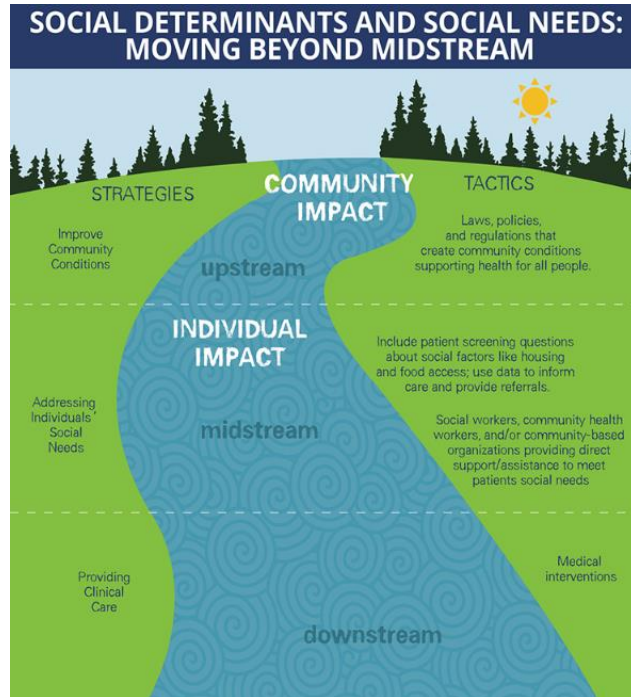 SOCIAL DETERMINANTS AND SOCIAL NEEDS:
MOVING BEYOND MIDSTREAM
STRATEGIES
COMMUNITY
IMPACT
TACTICS
Improve
Community
Conditions
upstream
Laws, policies,
and regulations that
create community conditions
supporting health for all people.
INDIVIDUAL
IMPACT
Addressing
Individuals'
Social
Needs
midstream
Include patient screening questions
about social factors like housing
and food access; use data to inform
care and provide referrals.
Social workers, community health
workers, and/or community-based
organizations providing direct
support/assistance to meet
patients social needs
Providing
Clinical
Care
downstream
Medical
interventions